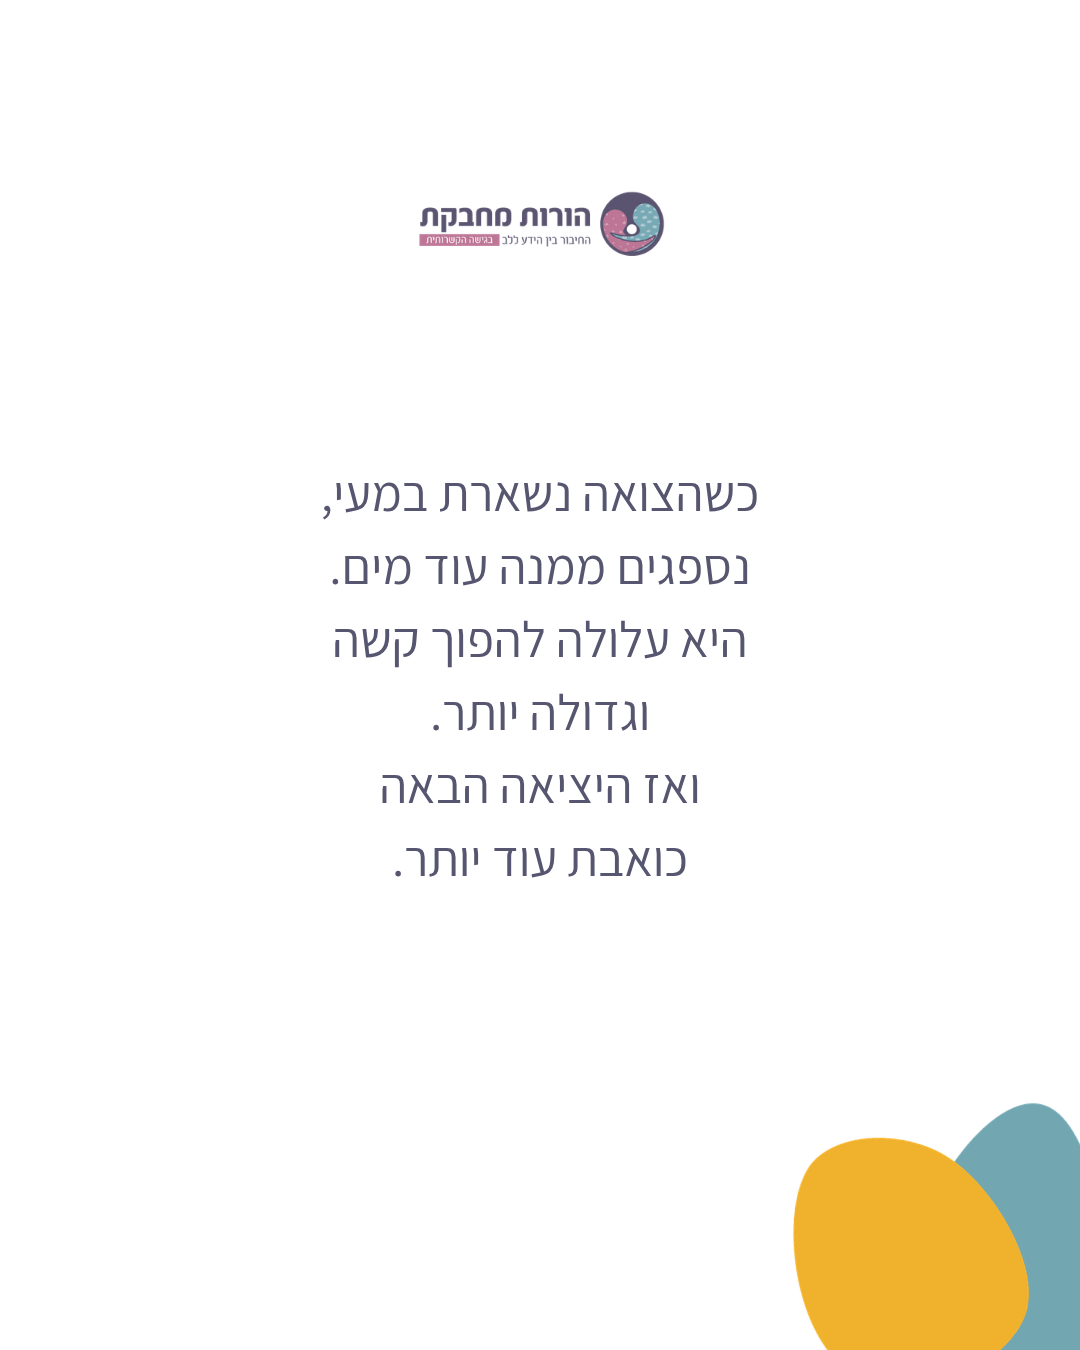 הורות מחבקת
החיבור בין הידע ללב בגישה הקשרותית
כשהצואה נשארת במעי,
נספגים ממנה עוד מים.
היא עלולה להפוך קשה
וגדולה יותר.
ואז היציאה הבאה
כואבת עוד יותר.